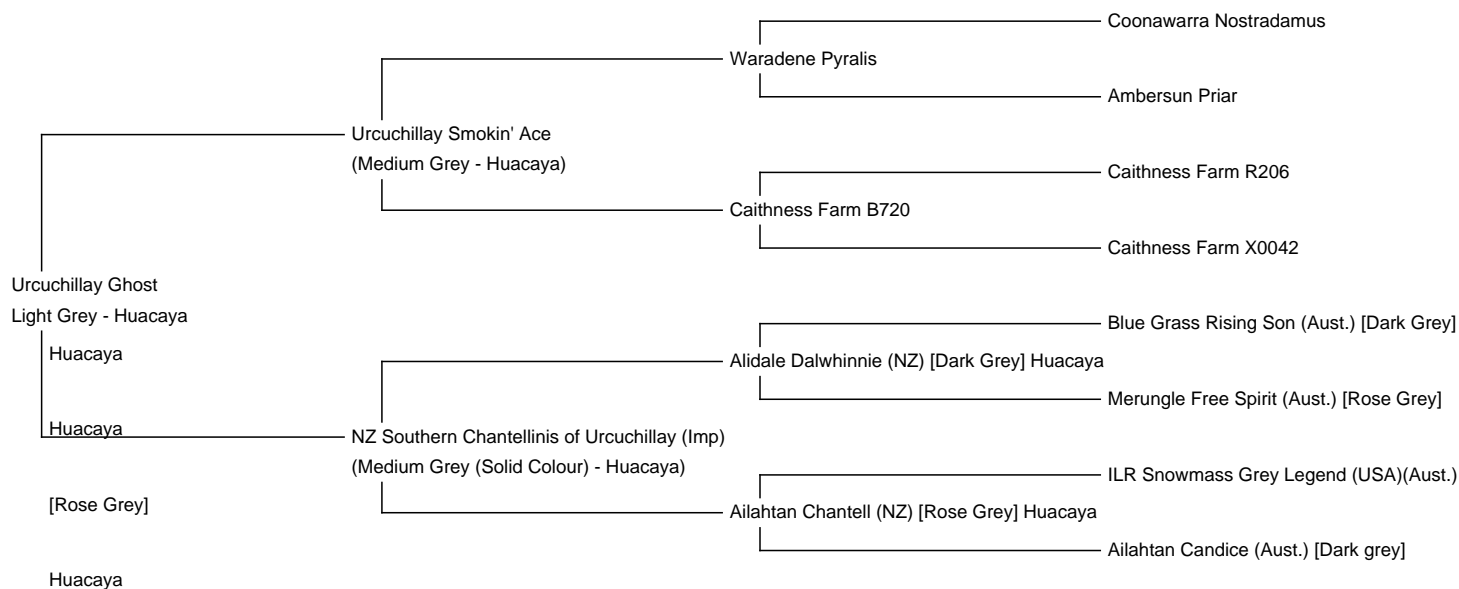 Coonawarra Nostradamus
Waradene Pyralis
Ambersun Priar
Urcuchillay Smokin' Ace
(Medium Grey - Huacaya)
Caithness Farm R206
Caithness Farm B720
Caithness Farm X0042
Urcuchillay Ghost
Light Grey - Huacaya
Blue Grass Rising Son (Aust.) [Dark Grey]
Huacaya
Alidale Dalwhinnie (NZ) [Dark Grey] Huacaya
Merungle Free Spirit (Aust.) [Rose Grey]
Huacaya
NZ Southern Chantellinis of Urcuchillay (Imp)
(Medium Grey (Solid Colour) - Huacaya)
ILR Snowmass Grey Legend (USA)(Aust.)
[Rose Grey]
Ailahtan Chantell (NZ) [Rose Grey] Huacaya
Ailahtan Candice (Aust.) [Dark grey]
Huacaya